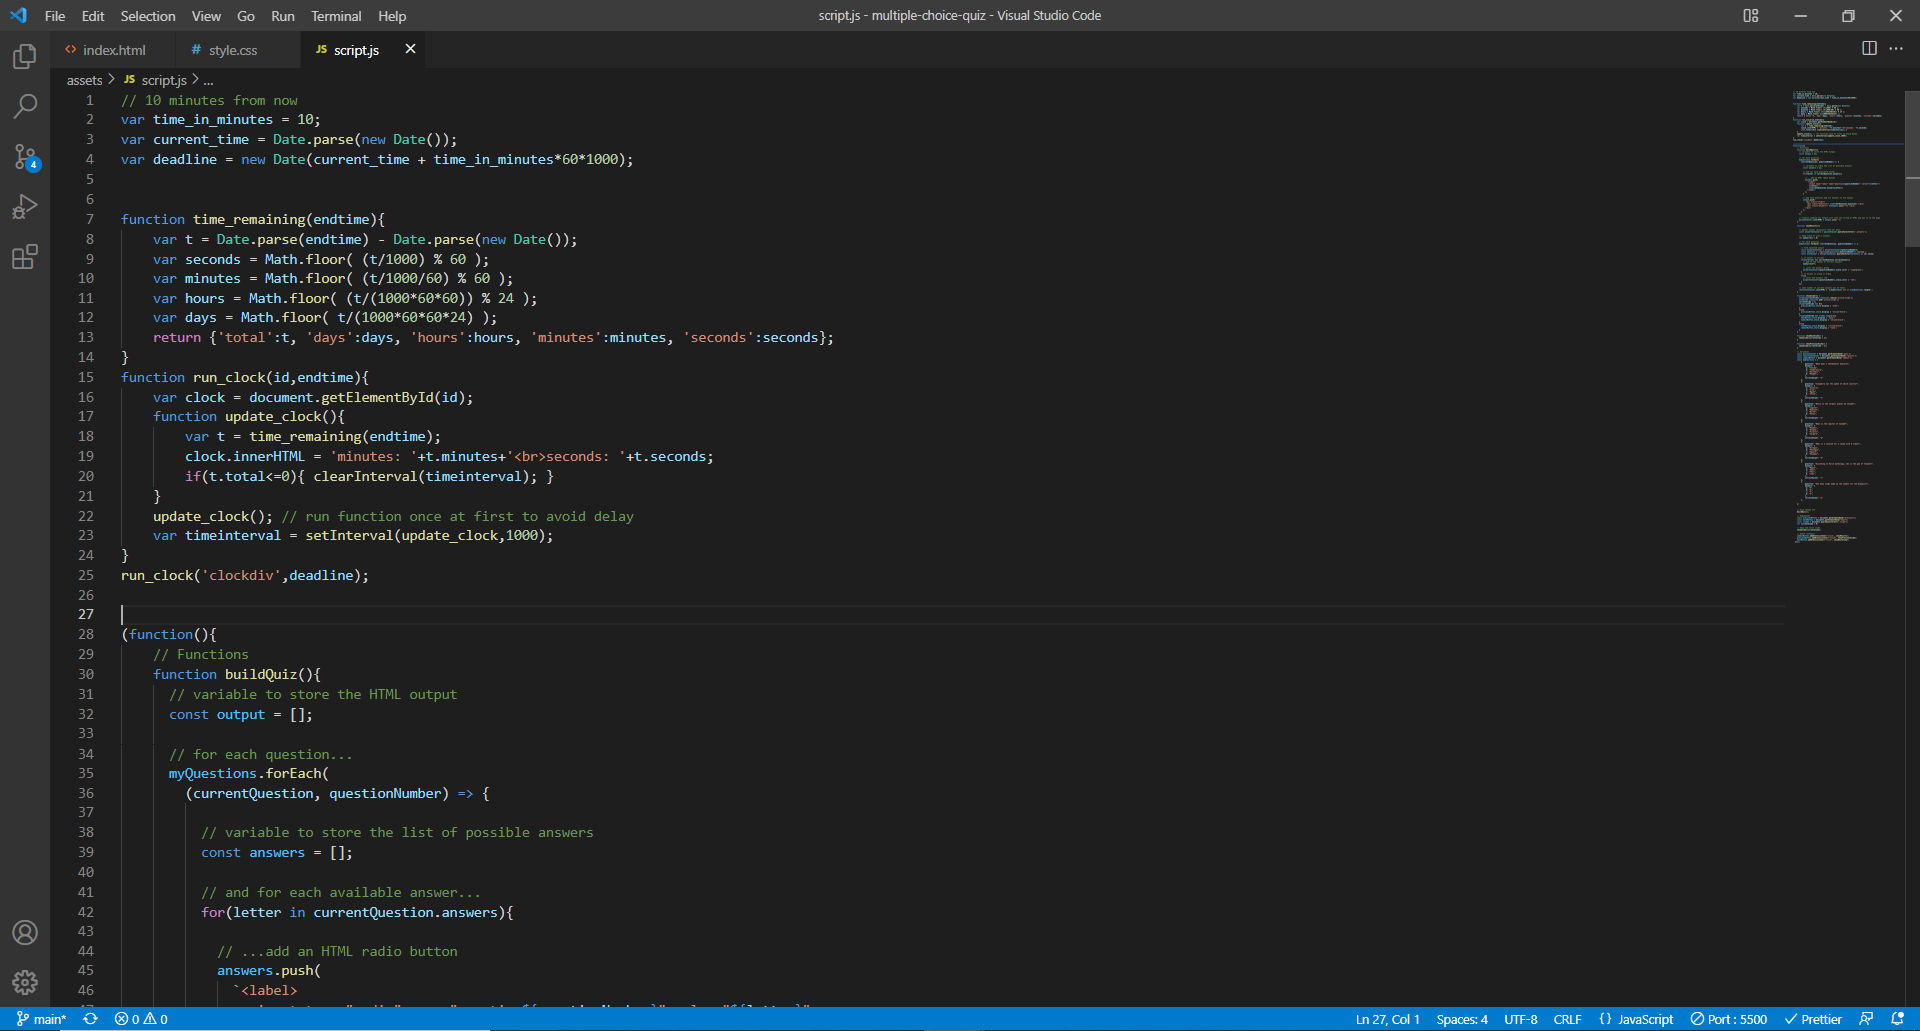 File Edit Selection View Go Run Terminal Help
script.js - multiple-choice-quiz - Visual Studio Code
<> index.html
# style.css
JS script.js
assets > JS script.js > ...
4
1 // 10 minutes from now
2 var time_in_minutes = 10;
3 var current_time = Date.parse(new Date());
4 var deadline = new Date(current_time + time_in_minutes*60*1000);
5
6
7 function time_remaining(endtime){
8 var t = Date.parse(endtime) - Date.parse(new Date());
9 var seconds = Math.floor( (t/1000) % 60 );
10 var minutes = Math.floor( (t/1000/60) % 60 );
11 var hours = Math.floor( (t/(1000*60*60)) % 24 );
12 var days = Math.floor( t/(1000*60*60*24) );
13 return {'total':t, 'days':days, 'hours':hours, 'minutes':minutes, 'seconds':seconds};
14 }
15 function run_clock(id,endtime){
16 var clock = document.getElementById(id);
17 function update_clock(){
18 var t = time_remaining(endtime);
19 clock.innerHTML = 'minutes: '+t.minutes+'<br>seconds: '+t.seconds;
20 if(t.total<=0){ clearInterval(timeinterval); }
21 }
22 update_clock(); // run function once at first to avoid delay
23 var timeinterval = setInterval(update_clock,1000);
24 }
25 run_clock('clockdiv',deadline);
26
27
28 (function(){
29 // Functions
30 function buildQuiz(){
31 // variable to store the HTML output
32 const output = [];
33
34 // for each question...
35 myQuestions.forEach(
36 (currentQuestion, questionNumber) => {
37
38 // variable to store the list of possible answers
39 const answers = [];
40
41 // and for each available answer...
42 for(letter in currentQuestion.answers){
43
44 // ...add an HTML radio button
45 answers.push(
46 `<label>
main* 0 0 Ln 27, Col 1 Spaces: 4 UTF-8 CRLF {} JavaScript Port : 5500 Prettier